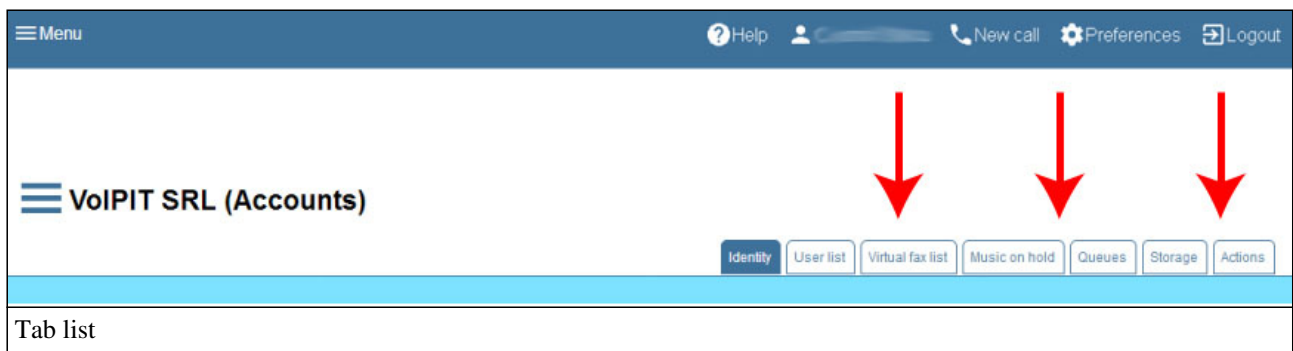 Menu Help New call Preferences Logout
VoIPIT SRL (Accounts)
Identity User list Virtual fax list Music on hold Queues Storage Actions
Tab list